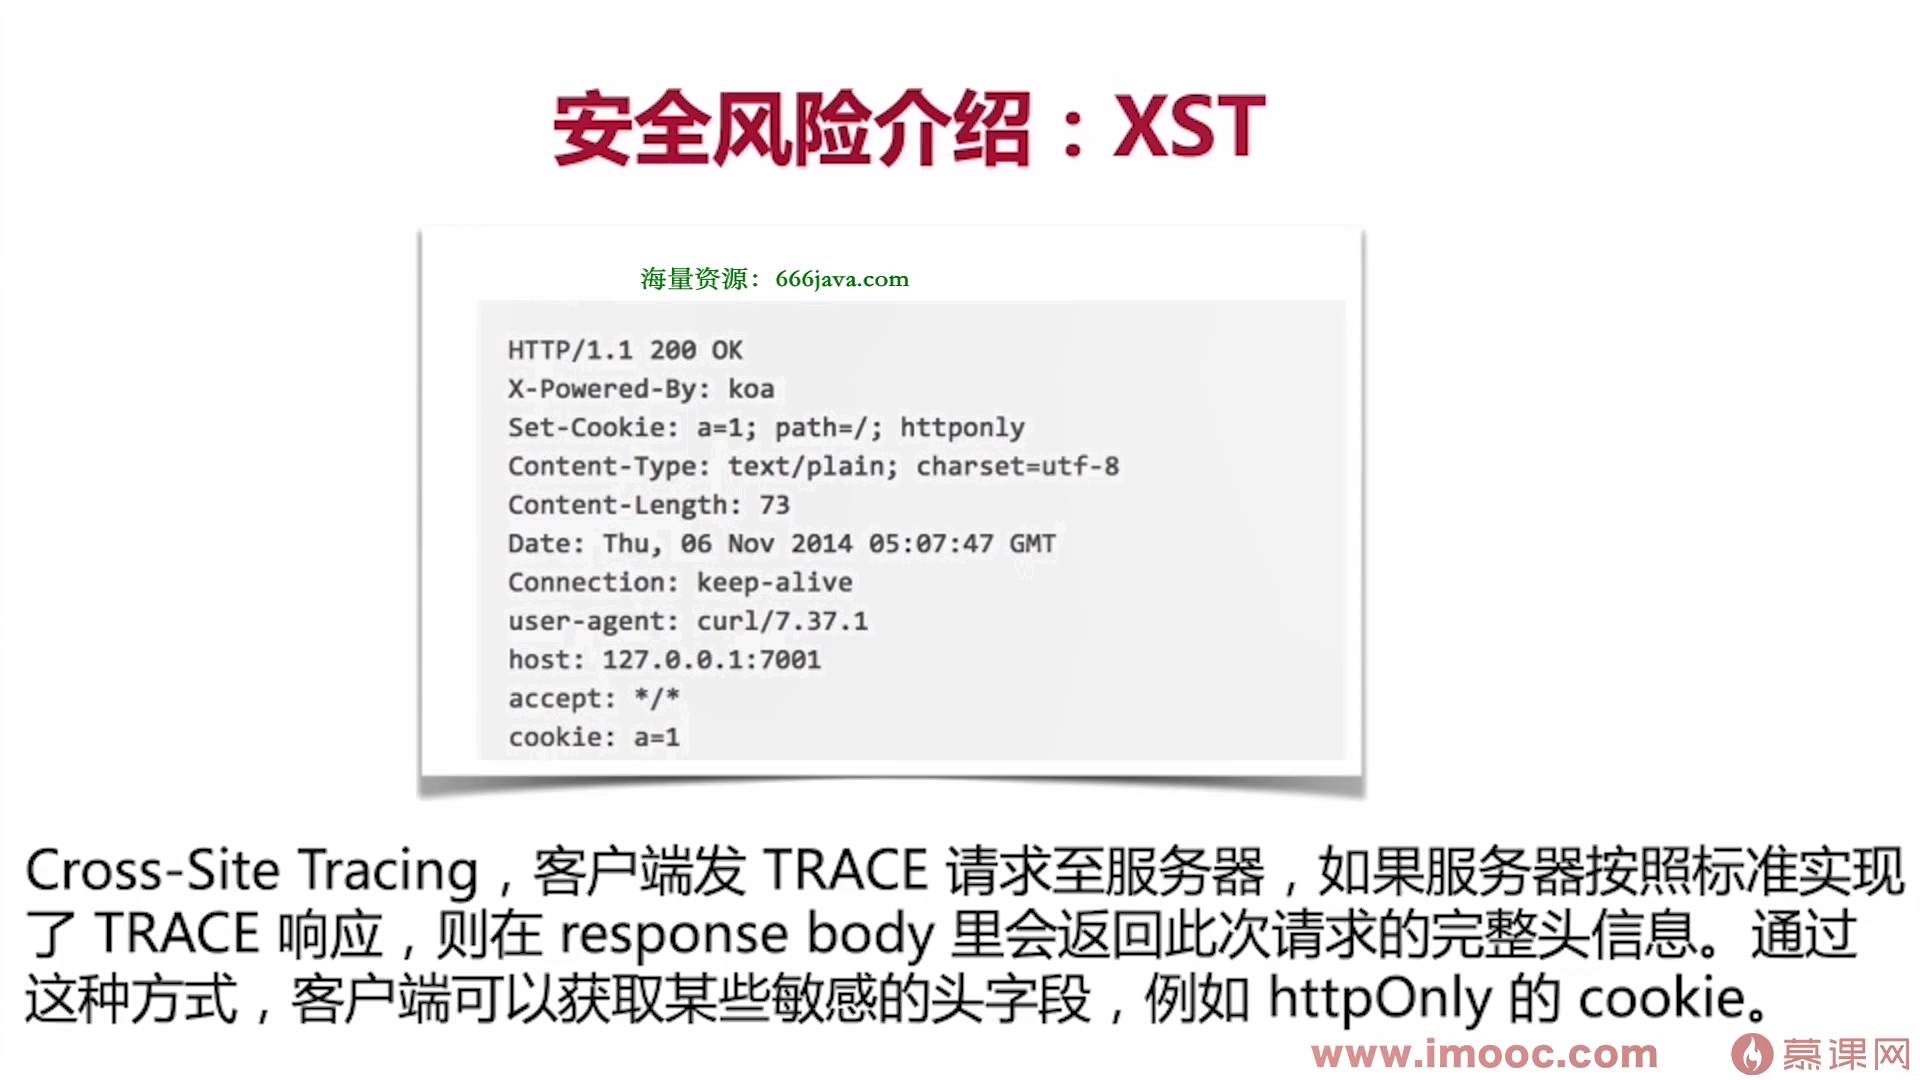 安全风险介绍：XST
海量资源：666java.com
HTTP/1.1 200 OK
X-Powered-By: koa
Set-Cookie: a=1; path=/; httponly
Content-Type: text/plain; charset=utf-8
Content-Length: 73
Date: Thu, 06 Nov 2014 05:07:47 GMT
Connection: keep-alive
user-agent: curl/7.37.1
host: 127.0.0.1:7001
accept: */*
cookie: a=1
Cross-Site Tracing，客户端发 TRACE 请求至服务器，如果服务器按照标准实现
了 TRACE 响应，则在 response body 里会返回此次请求的完整头信息。通过
这种方式，客户端可以获取某些敏感的头字段，例如 httpOnly 的 cookie。
www.imooc.com 慕课网